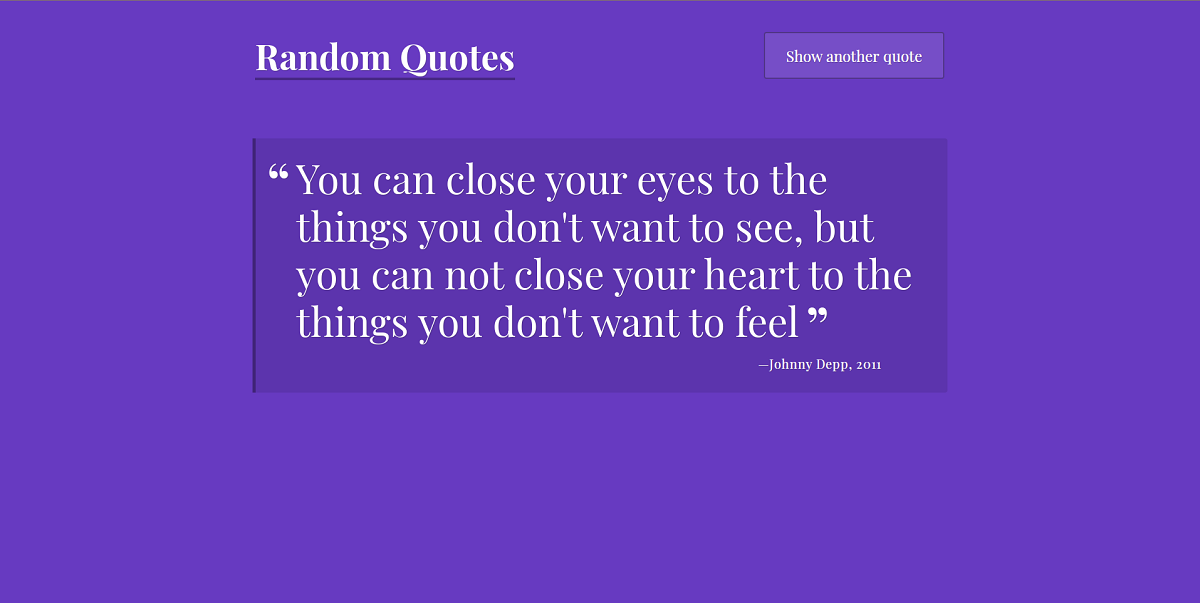 Random Quotes
Show another quote
“ You can close your eyes to the
things you don't want to see, but
you can not close your heart to the
things you don't want to feel ”
—Johnny Depp, 2011